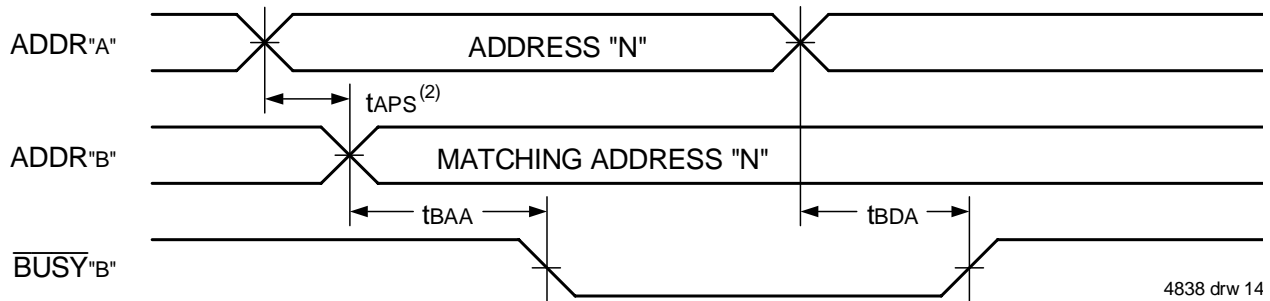 ADDR"A"
ADDRESS "N"
tAPS(2)
ADDR"B"
MATCHING ADDRESS "N"
tBAA
tBDA
BUSY"B"
4838 drw 14